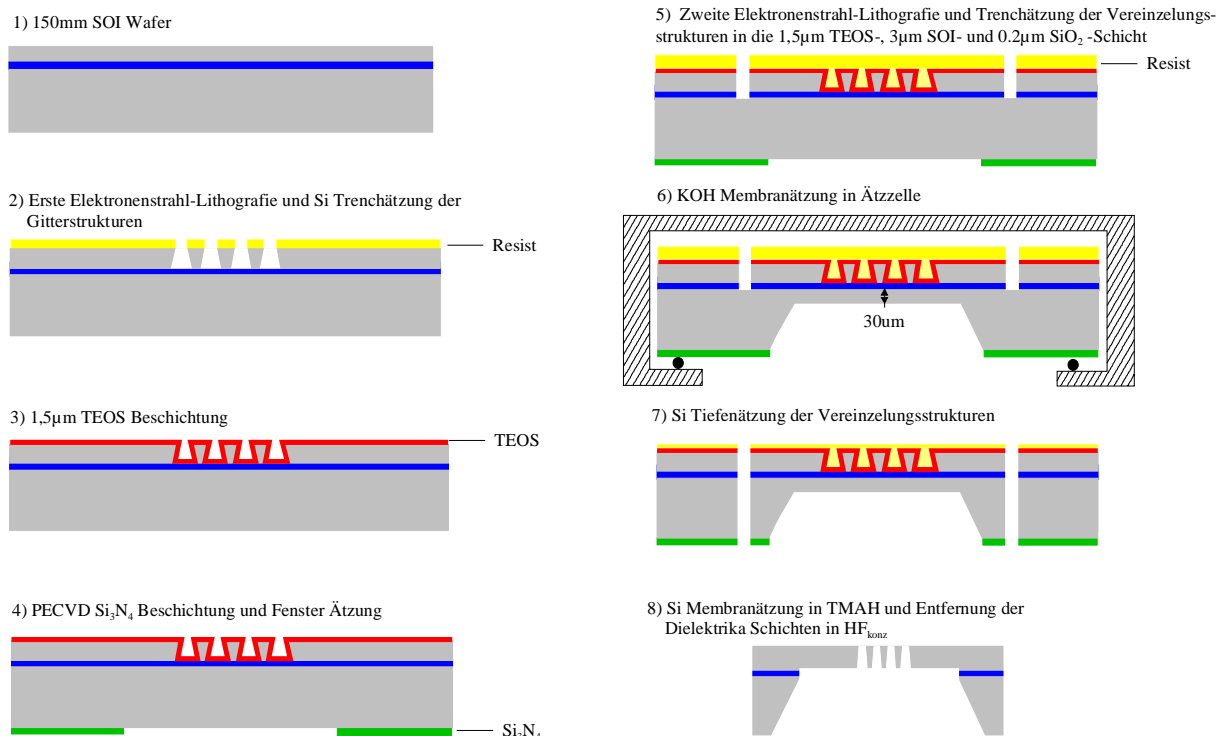 1) 150mm SOI Wafer
2) Erste Elektronenstrahl-Lithografie und Si Trenchätzung der
Gitterstrukturen
Resist
3) 1,5µm TEOS Beschichtung
TEOS
4) PECVD Si₃N₄ Beschichtung und Fenster Ätzung
Si₃N₄
5) Zweite Elektronenstrahl-Lithografie und Trenchätzung der Vereinzelungs-
strukturen in die 1,5µm TEOS-, 3µm SOI- und 0.2µm SiO₂ -Schicht
Resist
6) KOH Membranätzung in Ätzzelle
30um
7) Si Tiefenätzung der Vereinzelungsstrukturen
8) Si Membranätzung in TMAH und Entfernung der
Dielektrika Schichten in HFkonz